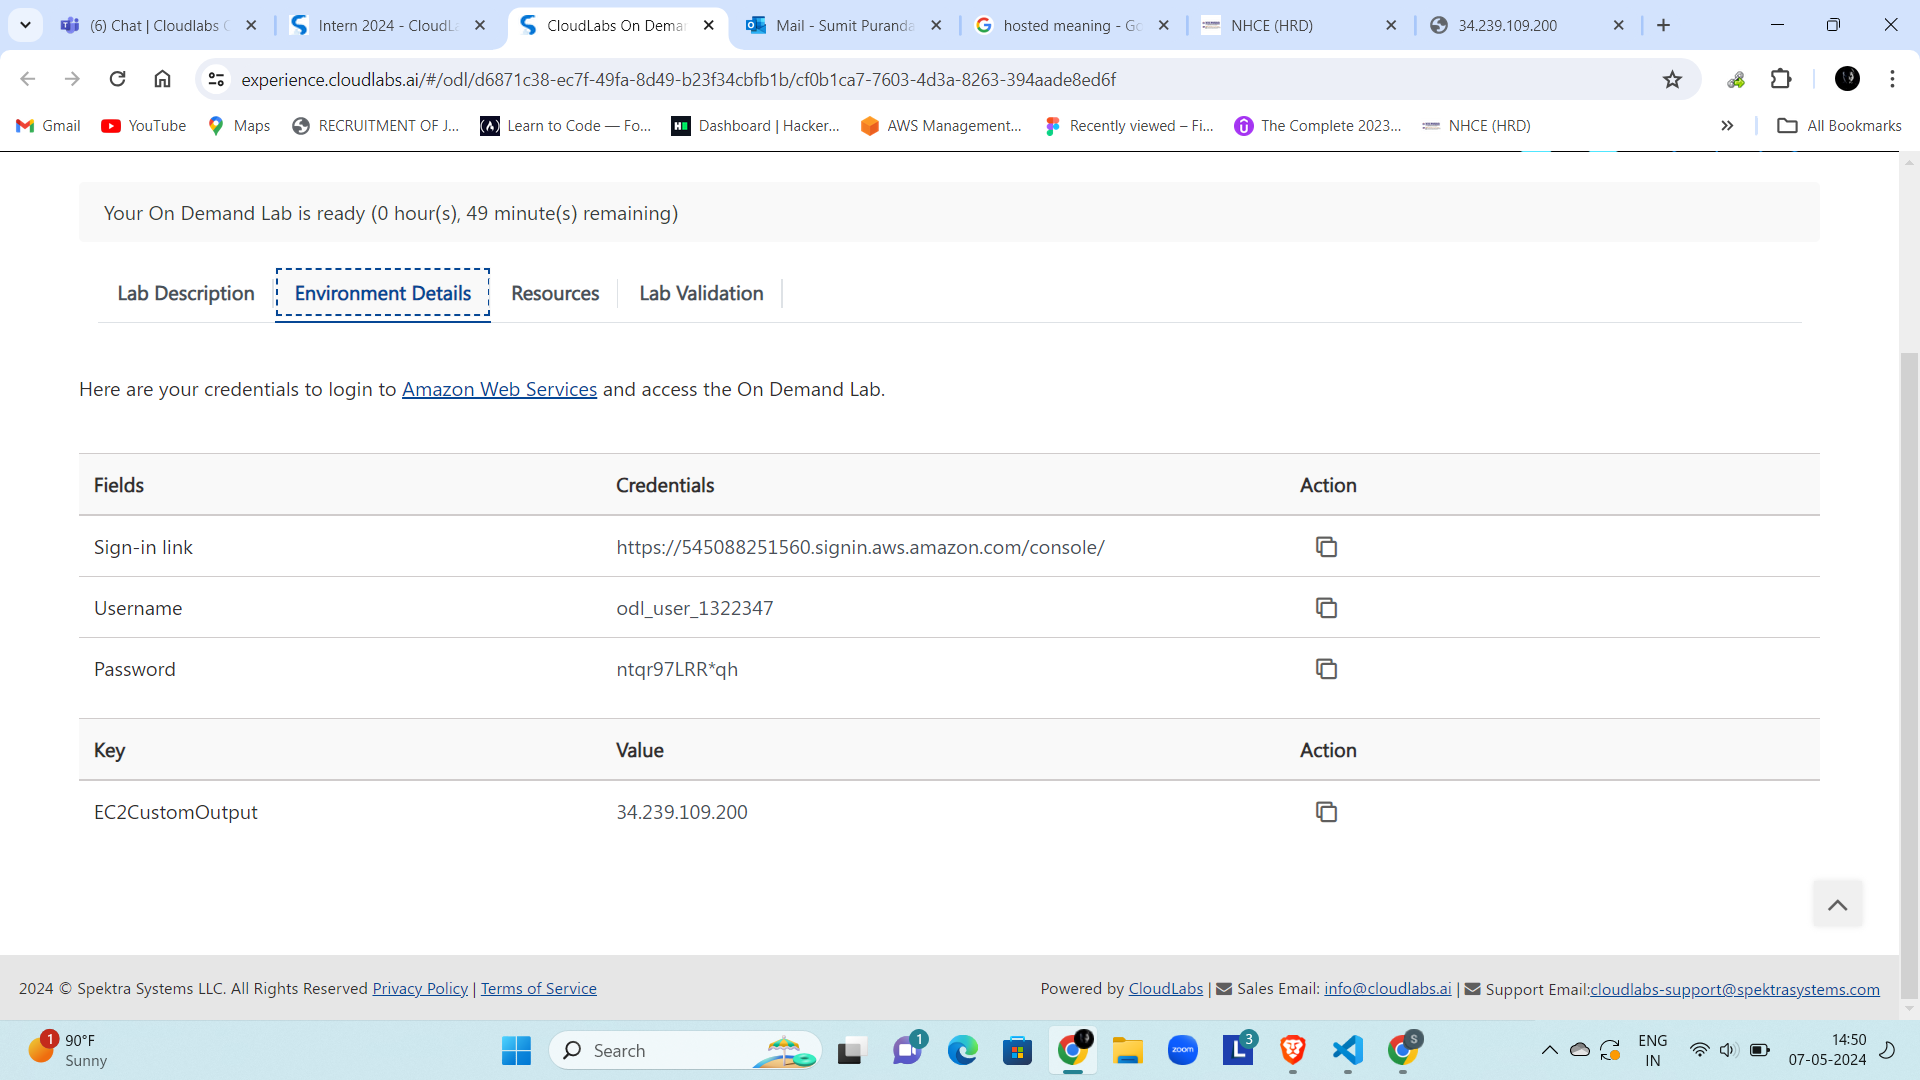 (6) Chat | Cloudlabs C
Intern 2024 - CloudLa
CloudLabs On Deman
Mail - Sumit Puranda
hosted meaning - Go
NHCE (HRD)
34.239.109.200
experience.cloudlabs.ai/#/odl/d6871c38-ec7f-49fa-8d49-b23f34cbfb1b/cf0b1ca7-7603-4d3a-8263-394aade8ed6f
Gmail
YouTube
Maps
RECRUITMENT OF J...
(A)
Learn to Code — Fo...
H
Dashboard | Hacker...
AWS Management...
Recently viewed – Fi...
The Complete 2023...
NHCE (HRD)
All Bookmarks
Your On Demand Lab is ready (0 hour(s), 49 minute(s) remaining)
Lab Description
Environment Details
Resources
Lab Validation
Here are your credentials to login to Amazon Web Services and access the On Demand Lab.
Fields Credentials Action
Sign-in link https://545088251560.signin.aws.amazon.com/console/
Username odl_user_1322347
Password ntqr97LRR*qh
Key Value Action
EC2CustomOutput 34.239.109.200
2024 © Spektra Systems LLC. All Rights Reserved Privacy Policy | Terms of Service
Powered by CloudLabs | Sales Email: info@cloudlabs.ai | Support Email:cloudlabs-support@spektrasystems.com
1
90°F
Sunny
Search
1
zoom
L
3
S
ENG
IN
14:50
07-05-2024